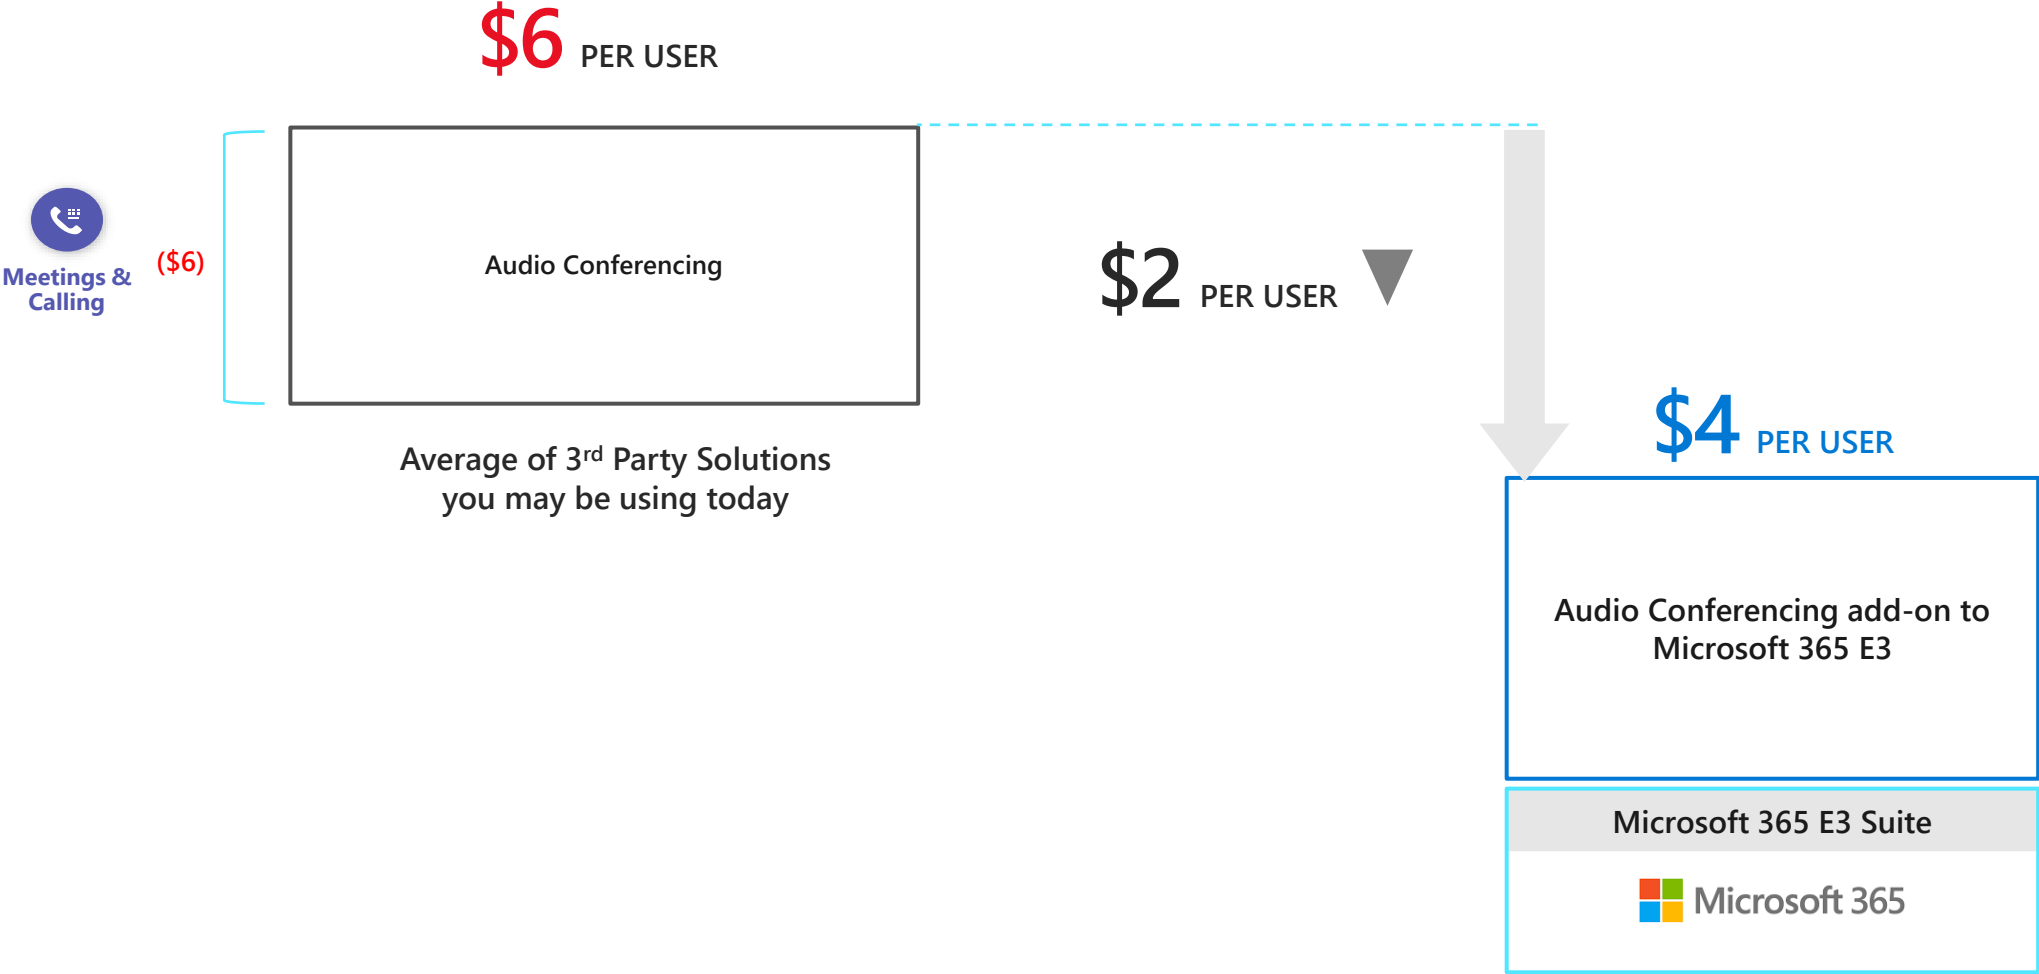 $6 PER USER
Meetings &
Calling
($6)
Audio Conferencing
$2 PER USER
Average of 3rd Party Solutions
you may be using today
$4 PER USER
Audio Conferencing add-on to
Microsoft 365 E3
Microsoft 365 E3 Suite
Microsoft 365